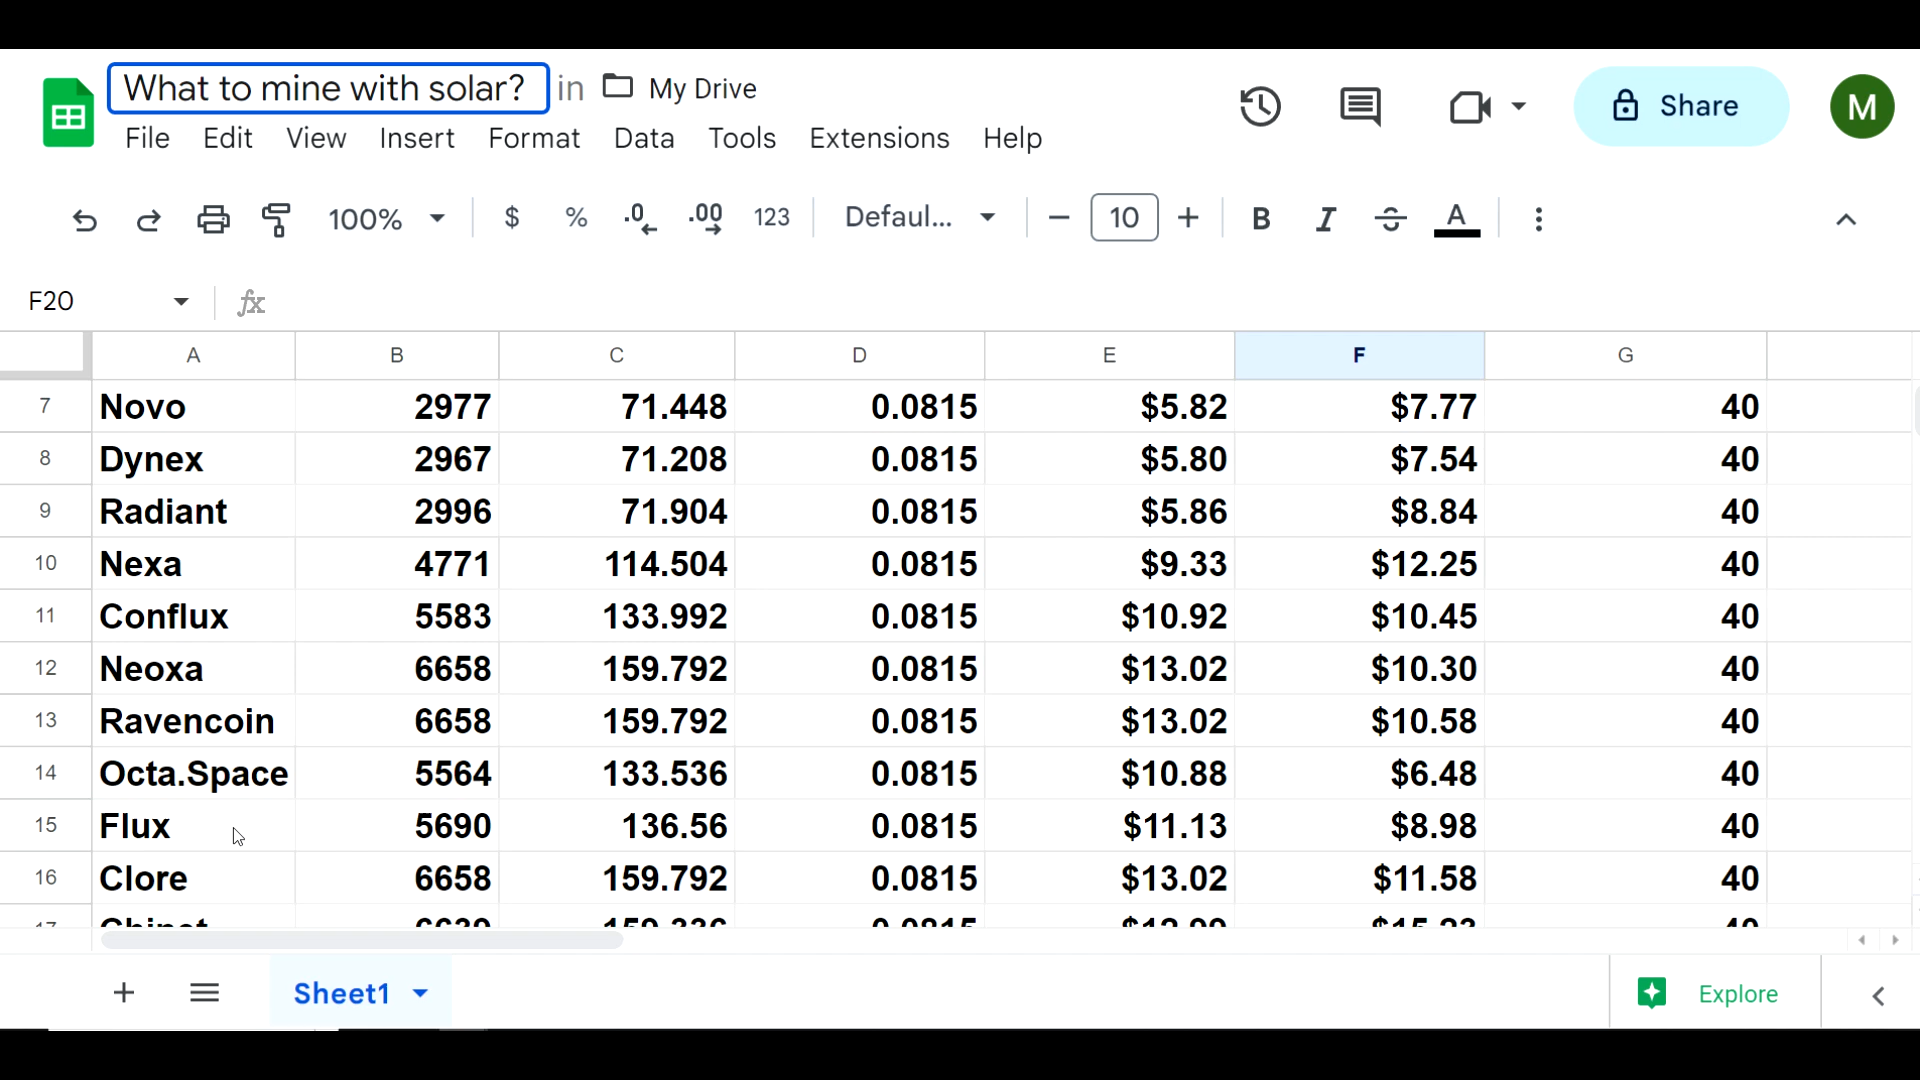 What to mine with solar? in My Drive
M
Share
File Edit View Insert Format Data Tools Extensions Help
100% $ % .0 .00 123 Defaul... 10 B I S A
F20 fx
A B C D E F G
7 Novo 2977 71.448 0.0815 $5.82 $7.77 40
8 Dynex 2967 71.208 0.0815 $5.80 $7.54 40
9 Radiant 2996 71.904 0.0815 $5.86 $8.84 40
10 Nexa 4771 114.504 0.0815 $9.33 $12.25 40
11 Conflux 5583 133.992 0.0815 $10.92 $10.45 40
12 Neoxa 6658 159.792 0.0815 $13.02 $10.30 40
13 Ravencoin 6658 159.792 0.0815 $13.02 $10.58 40
14 Octa.Space 5564 133.536 0.0815 $10.88 $6.48 40
15 Flux 5690 136.56 0.0815 $11.13 $8.98 40
16 Clore 6658 159.792 0.0815 $13.02 $11.58 40
Sheet1 Explore